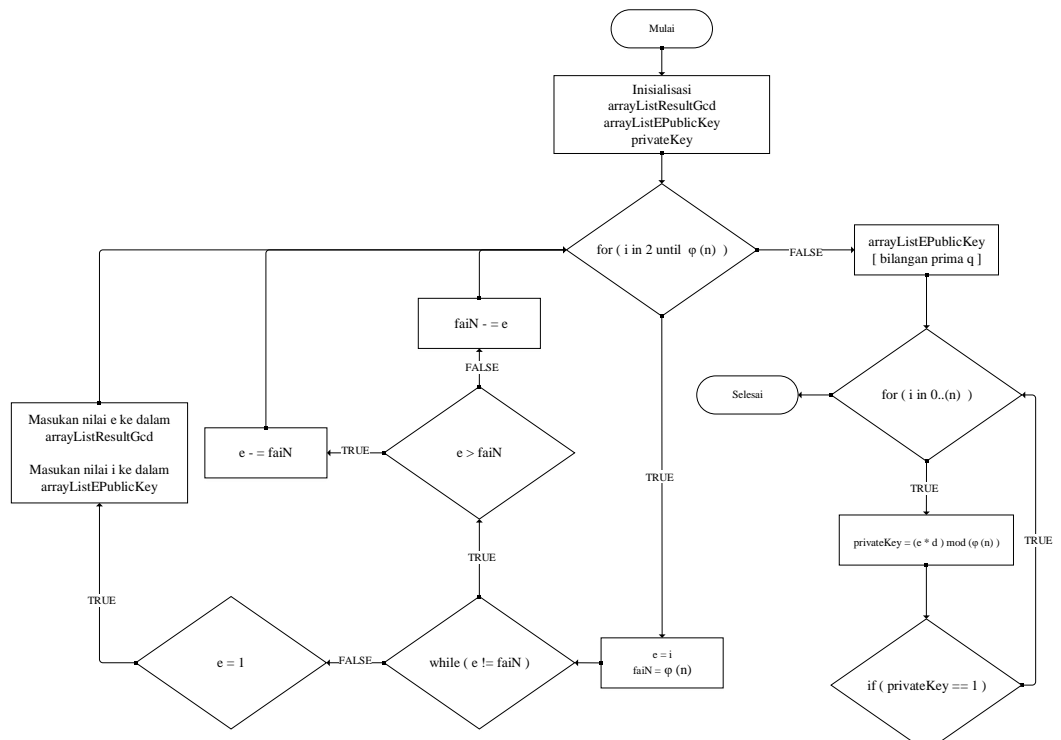 Mulai
Inisialisasi
arrayListResultGcd
arrayListEPublicKey
privateKey
for ( i in 2 until φ (n) )
FALSE
arrayListEPublicKey
[ bilangan prima q ]
faiN - = e
FALSE
Masukan nilai e ke dalam
arrayListResultGcd
Masukan nilai i ke dalam
arrayListEPublicKey
e - = faiN
TRUE
e > faiN
TRUE
Selesai
for ( i in 0..(n) )
TRUE
privateKey = (e * d ) mod (φ (n) )
TRUE
TRUE
TRUE
e = 1
FALSE
while ( e != faiN )
e = i
faiN = φ (n)
if ( privateKey == 1 )